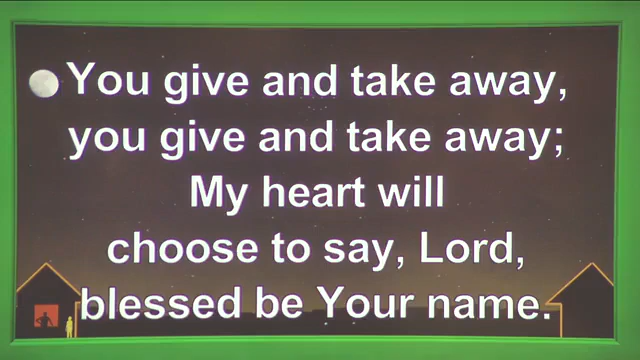 You give and take away,
you give and take away;
My heart will
choose to say, Lord,
blessed be Your name.